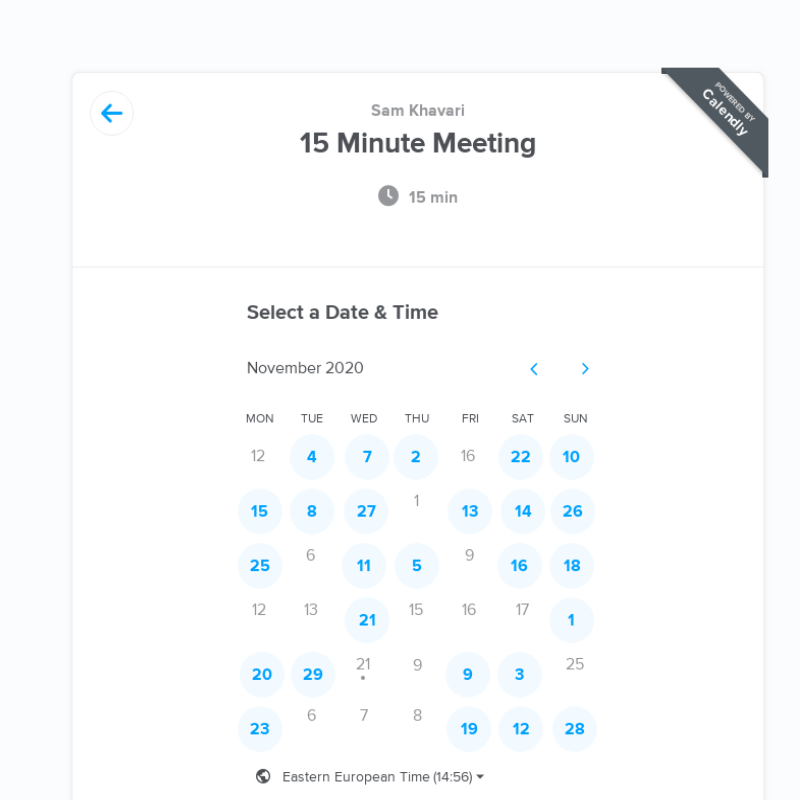 POWERED BY
Calendly
Sam Khavari
15 Minute Meeting
15 min
Select a Date & Time
November 2020
MON TUE WED THU FRI SAT SUN
12 4 7 2 16 22 10
15 8 27 1 13 14 26
25 6 11 5 9 16 18
12 13 21 15 16 17 1
20 29 21 9 9 3 25
23 6 7 8 19 12 28
Eastern European Time (14:56)